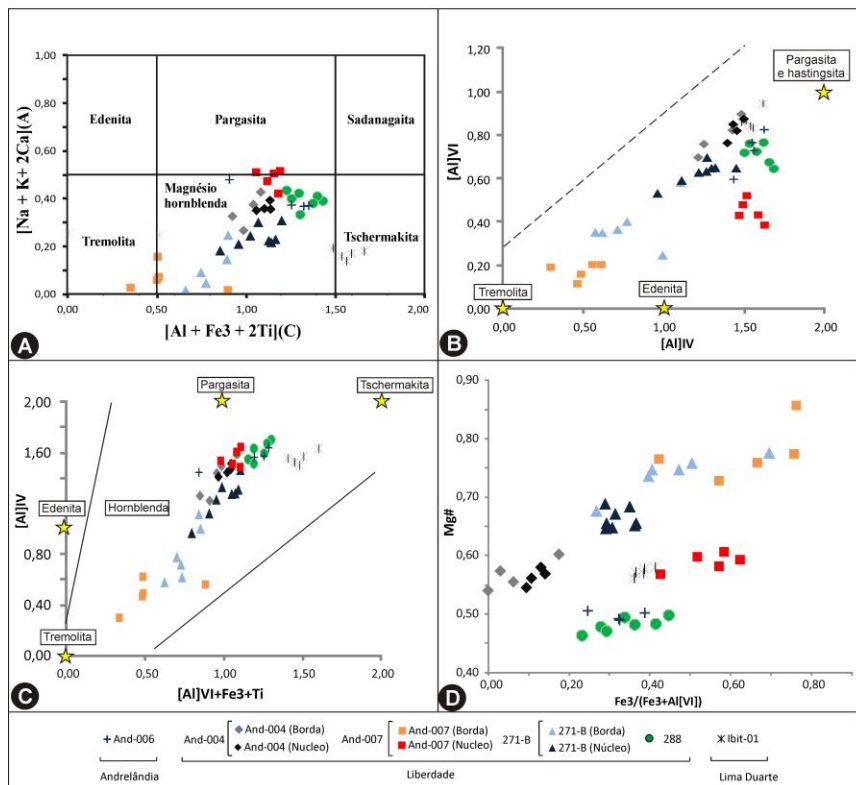 A
[Na + K+ 2Ca](A)
1,00
0,80
0,60
0,40
0,20
0,00
Edenita
Pargasita
Sadanagaita
Magnésio
hornblenda
Tremolita
Tschermakita
0,00 0,50 1,00 1,50 2,00
[Al + Fe3 + 2Ti](C)
B
[Al]VI
1,20
1,00
0,80
0,60
0,40
0,20
0,00
Pargasita
e hastingsita
Tremolita
Edenita
0,00 0,50 1,00 1,50 2,00
[Al]IV
C
[Al]IV
2,00
1,60
1,20
0,80
0,40
0,00
Pargasita
Tschermakita
Edenita
Hornblenda
Tremolita
0,00 0,50 1,00 1,50 2,00
[Al]VI+Fe3+Ti
D
Mg#
0,90
0,80
0,70
0,60
0,50
0,40
0,00 0,20 0,40 0,60 0,80
Fe3/(Fe3+Al[VI])
And-006
And-004
And-004 (Borda)
And-004 (Nucleo)
And-007
And-007 (Borda)
And-007 (Nucleo)
271-B
271-B (Borda)
271-B (Núcleo)
288
Ibit-01
Andrelândia
Liberdade
Lima Duarte